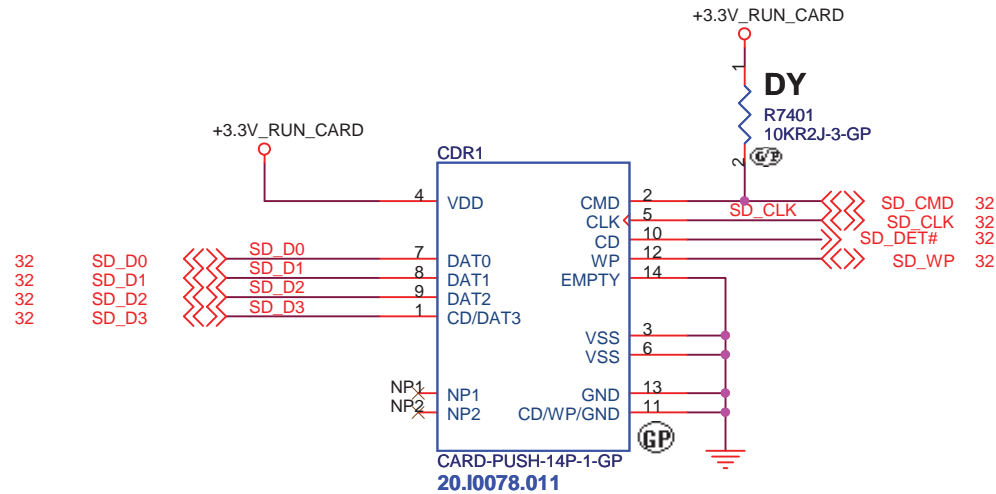 +3.3V_RUN_CARD
1
DY
R7401
10KR2J-3-GP
2
G/P
+3.3V_RUN_CARD
CDR1
4 VDD
CMD 2
SD_CMD 32
CLK 5 SD_CLK
SD_CLK 32
CD 10
SD_DET# 32
WP 12
SD_WP 32
EMPTY 14
32 SD_D0 SD_D0 7 DAT0
32 SD_D1 SD_D1 8 DAT1
32 SD_D2 SD_D2 9 DAT2
32 SD_D3 SD_D3 1 CD/DAT3
VSS 3
VSS 6
NP1 NP1
NP2 NP2
GND 13
CD/WP/GND 11
GP
CARD-PUSH-14P-1-GP
20.I0078.011